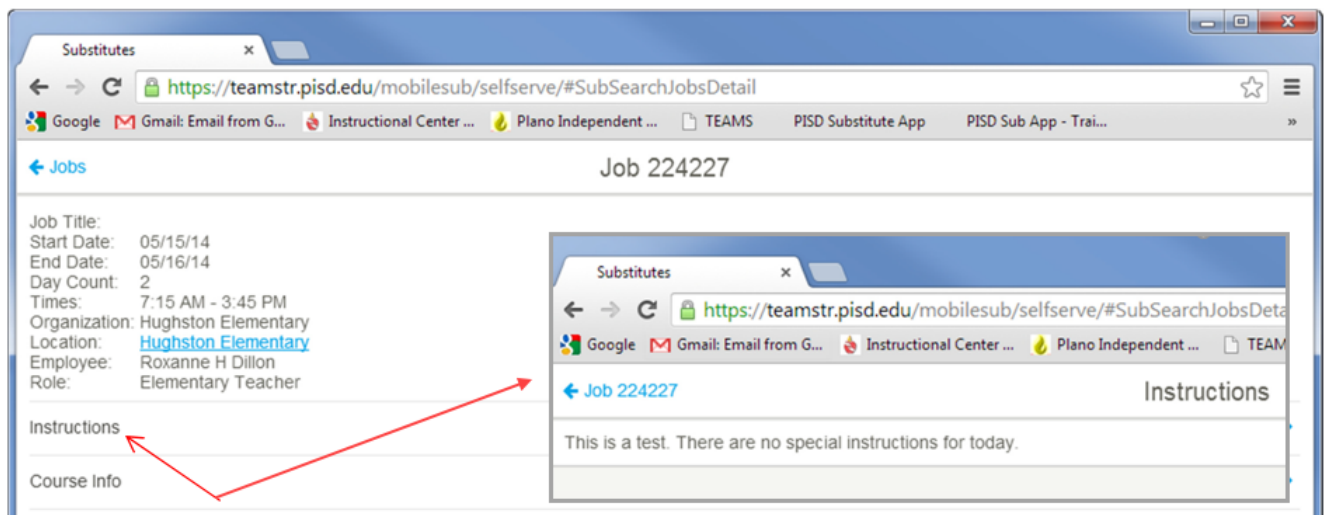 Substitutes
https://teamstr.pisd.edu/mobilesub/selfserve/#SubSearchJobsDetail
Google Gmail: Email from G... Instructional Center ... Plano Independent ... TEAMS PISD Substitute App PISD Sub App - Trai... »
Jobs
Job 224227
Job Title:
Start Date: 05/15/14
End Date: 05/16/14
Day Count: 2
Times: 7:15 AM - 3:45 PM
Organization: Hughston Elementary
Location: Hughston Elementary
Employee: Roxanne H Dillon
Role: Elementary Teacher
Instructions
Course Info
Substitutes
https://teamstr.pisd.edu/mobilesub/selfserve/#SubSearchJobsDeta
Google Gmail: Email from G... Instructional Center ... Plano Independent ... TEAM
Job 224227
Instructions
This is a test. There are no special instructions for today.